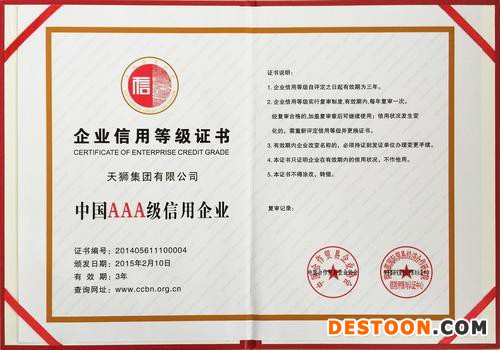 信
企业信用等级证书
CERTIFICATE OF ENTERPRISE CREDIT GRADE
天狮集团有限公司
中国AAA级信用企业
证书编号：201405611100004
颁发日期：2015年2月10日
有 效 期：3年
查询网址：www.ccbn.org.cn
证书说明：
1. 企业信用等级自评定之日起有效期为三年。
2. 企业信用等级实行复审制度，有效期内，每年复审一次。
经复审合格的，加盖复审章后可继续使用；信用状况发生变
化的，需重新评定信用等级并更换证书。
3. 有效期内企业改变名称的，必须持证到发证单位办理变更手续。
4. 本证书只证明企业在有效期内的信用状况，不作他用。
5. 本证书不得涂改，转借。
复审记录：
中国合作贸易企业协会
DESTOON.COM